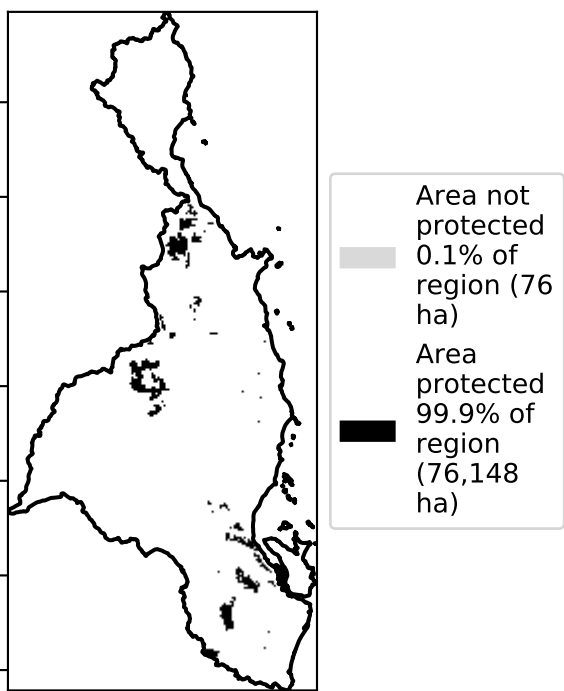 Area not
protected
0.1% of
region (76
ha)
Area
protected
99.9% of
region
(76,148
ha)